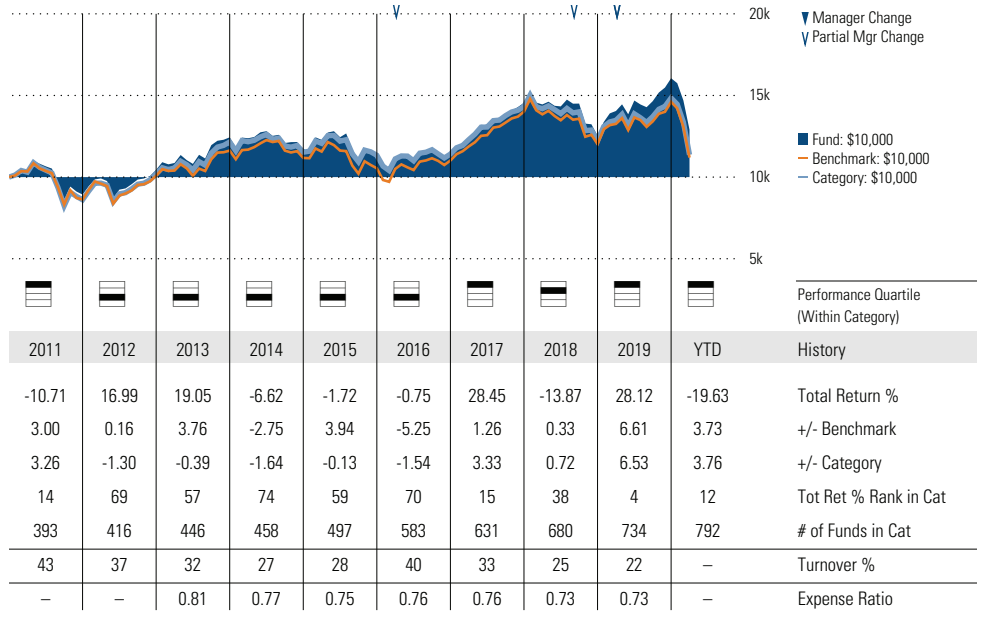 20k
Manager Change
Partial Mgr Change
15k
Fund: $10,000
Benchmark: $10,000
Category: $10,000
10k
5k
Performance Quartile
(Within Category)
2011 2012 2013 2014 2015 2016 2017 2018 2019 YTD History
-10.71 16.99 19.05 -6.62 -1.72 -0.75 28.45 -13.87 28.12 -19.63 Total Return %
3.00 0.16 3.76 -2.75 3.94 -5.25 1.26 0.33 6.61 3.73 +/- Benchmark
3.26 -1.30 -0.39 -1.64 -0.13 -1.54 3.33 0.72 6.53 3.76 +/- Category
14 69 57 74 59 70 15 38 4 12 Tot Ret % Rank in Cat
393 416 446 458 497 583 631 680 734 792 # of Funds in Cat
43 37 32 27 28 40 33 25 22 – Turnover %
– – 0.81 0.77 0.75 0.76 0.76 0.73 0.73 – Expense Ratio